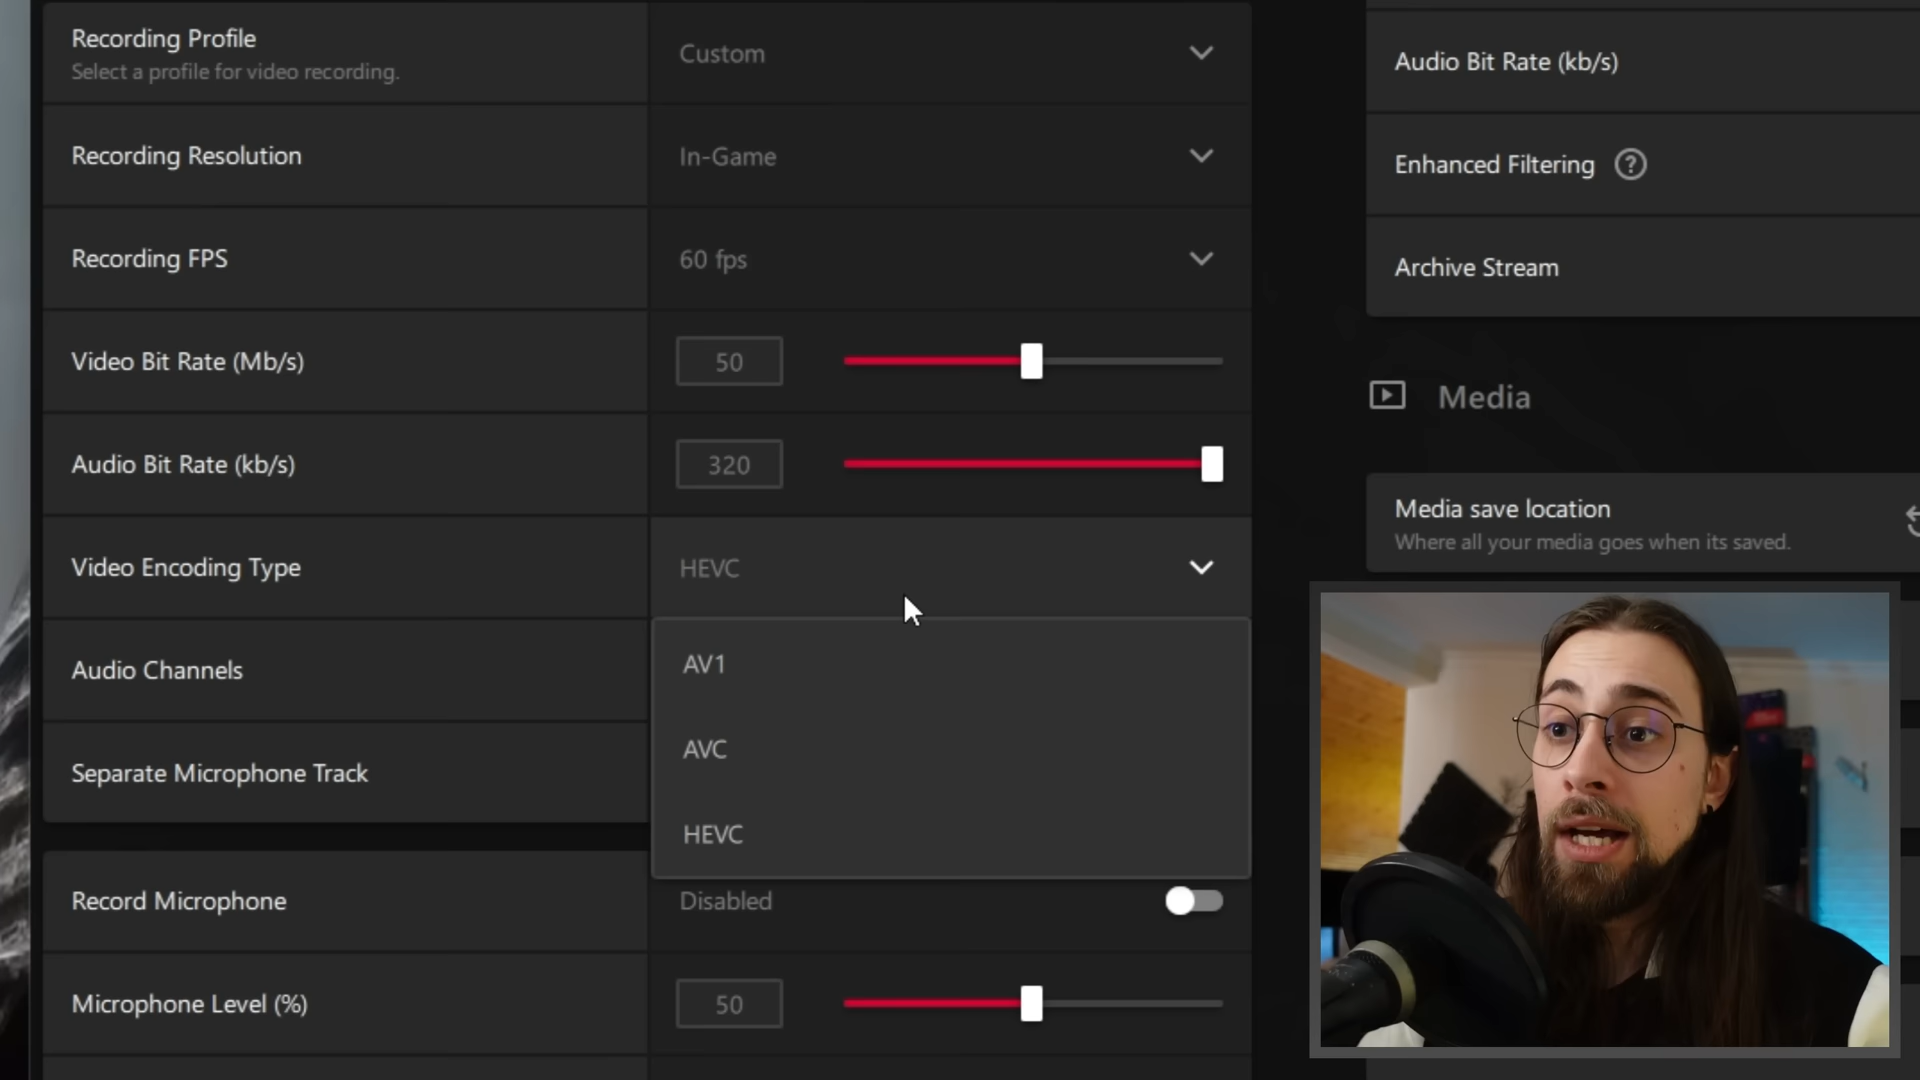 Recording Profile
Select a profile for video recording.
Custom
Recording Resolution
In-Game
Recording FPS
60 fps
Video Bit Rate (Mb/s)
50
Audio Bit Rate (kb/s)
320
Video Encoding Type
HEVC
AV1
AVC
HEVC
Audio Channels
Separate Microphone Track
Record Microphone
Disabled
Microphone Level (%)
50
Audio Bit Rate (kb/s)
Enhanced Filtering ?
Archive Stream
Media
Media save location
Where all your media goes when its saved.